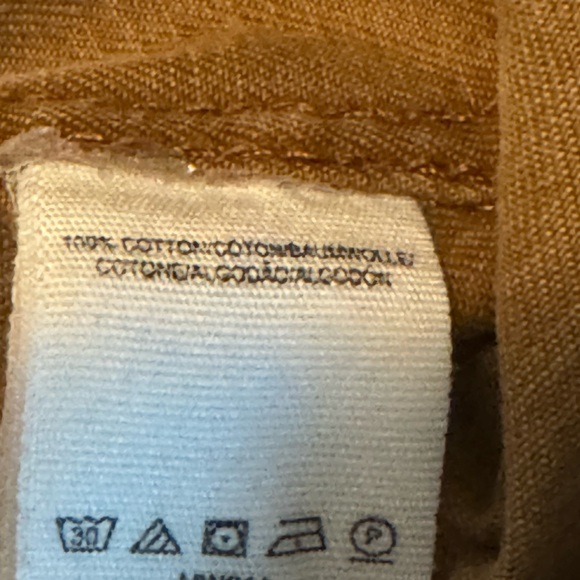 100% COTTON/COTON/BAUMWOLLE/
COTONE/ALGODÃO/ALGODÓN
30 P